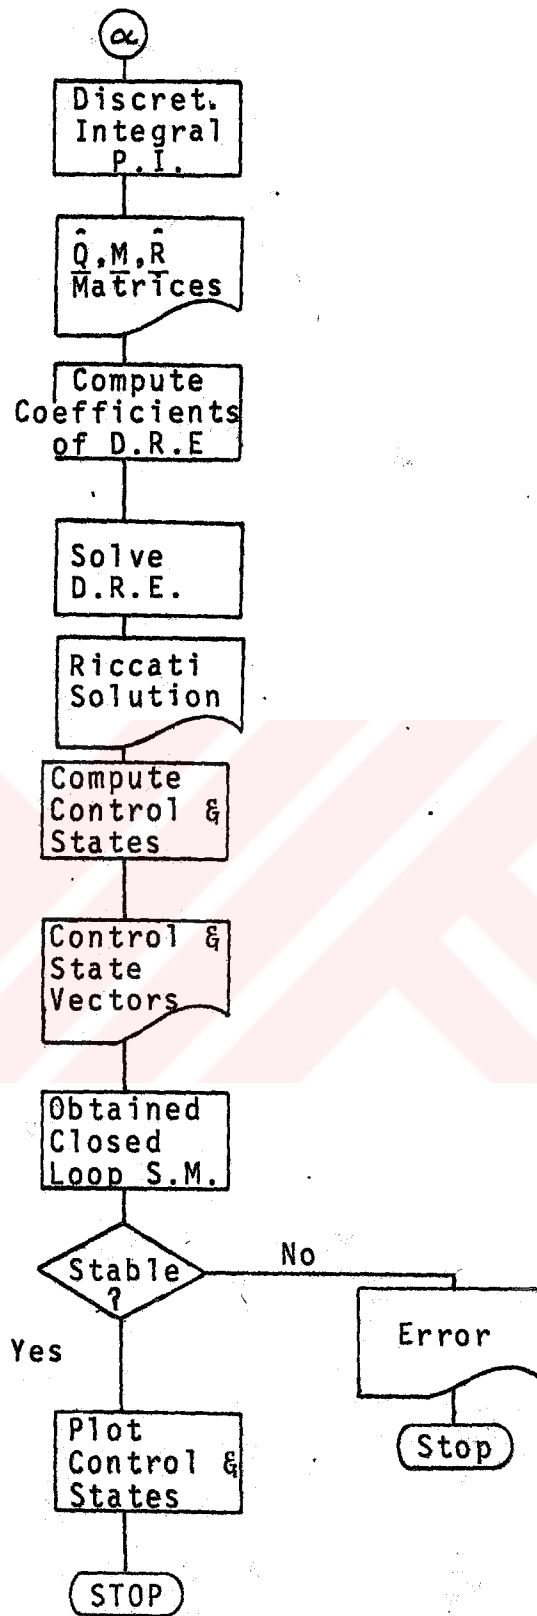 α
Discret.
Integral
P.I.
Q̂,M,R̂
Matrices
Compute
Coefficients
of D.R.E
Solve
D.R.E.
Riccati
Solution
Compute
Control &
States
Control &
State
Vectors
Obtained
Closed
Loop S.M.
Stable
?
No
Error
Yes
Stop
Plot
Control &
States
STOP